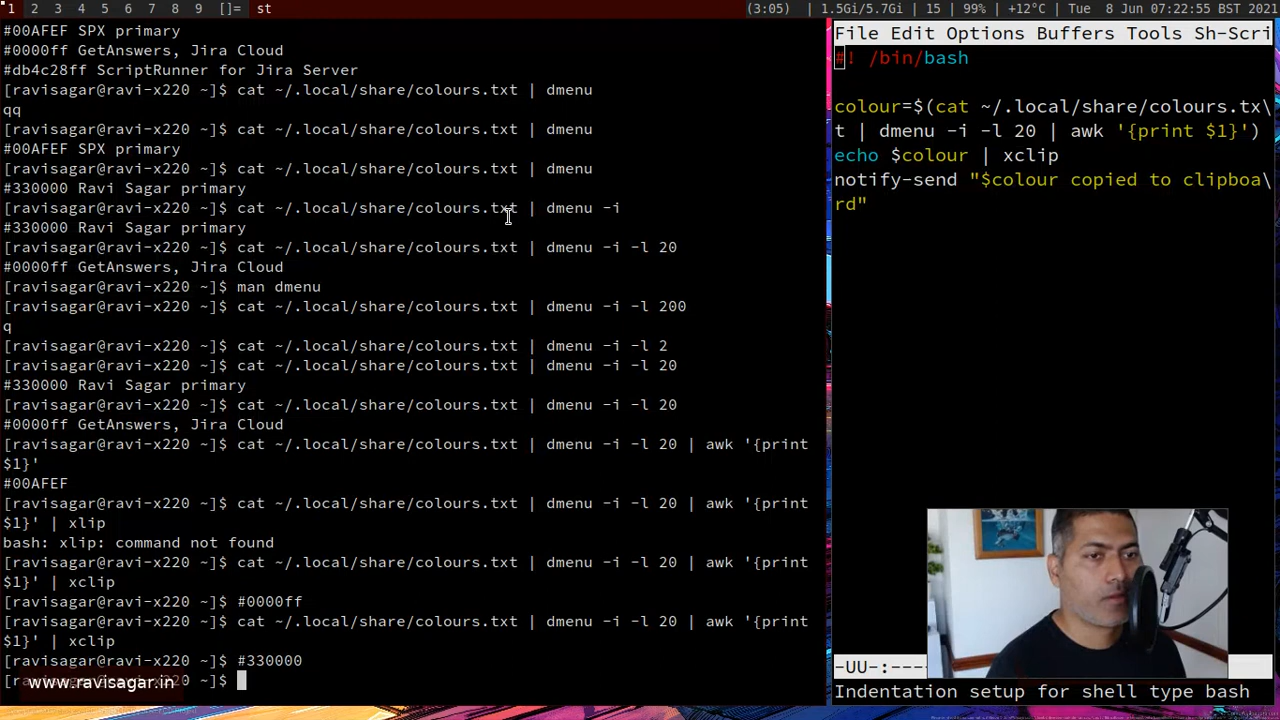 1 2 3 4 5 6 7 8 9 []= st (3:05) | 1.5Gi/5.7Gi | 15 | 99% | +12°C | Tue 8 Jun 07:22:55 BST 2021
#00AFEF SPX primary
#0000ff GetAnswers, Jira Cloud
#db4c28ff ScriptRunner for Jira Server
[ravisagar@ravi-x220 ~]$ cat ~/.local/share/colours.txt | dmenu
qq
[ravisagar@ravi-x220 ~]$ cat ~/.local/share/colours.txt | dmenu
#00AFEF SPX primary
[ravisagar@ravi-x220 ~]$ cat ~/.local/share/colours.txt | dmenu
#330000 Ravi Sagar primary
[ravisagar@ravi-x220 ~]$ cat ~/.local/share/colours.txt | dmenu -i
#330000 Ravi Sagar primary
[ravisagar@ravi-x220 ~]$ cat ~/.local/share/colours.txt | dmenu -i -l 20
#0000ff GetAnswers, Jira Cloud
[ravisagar@ravi-x220 ~]$ man dmenu
[ravisagar@ravi-x220 ~]$ cat ~/.local/share/colours.txt | dmenu -i -l 200
q
[ravisagar@ravi-x220 ~]$ cat ~/.local/share/colours.txt | dmenu -i -l 2
[ravisagar@ravi-x220 ~]$ cat ~/.local/share/colours.txt | dmenu -i -l 20
#330000 Ravi Sagar primary
[ravisagar@ravi-x220 ~]$ cat ~/.local/share/colours.txt | dmenu -i -l 20
#0000ff GetAnswers, Jira Cloud
[ravisagar@ravi-x220 ~]$ cat ~/.local/share/colours.txt | dmenu -i -l 20 | awk '{print
$1}'
#00AFEF
[ravisagar@ravi-x220 ~]$ cat ~/.local/share/colours.txt | dmenu -i -l 20 | awk '{print
$1}' | xlip
bash: xlip: command not found
[ravisagar@ravi-x220 ~]$ cat ~/.local/share/colours.txt | dmenu -i -l 20 | awk '{print
$1}' | xclip
[ravisagar@ravi-x220 ~]$ #0000ff
[ravisagar@ravi-x220 ~]$ cat ~/.local/share/colours.txt | dmenu -i -l 20 | awk '{print
$1}' | xclip
[ravisagar@ravi-x220 ~]$ #330000
[ravisagar@ravi-x220 ~]$
www.ravisagar.in
File Edit Options Buffers Tools Sh-Scri
#! /bin/bash
colour=$(cat ~/.local/share/colours.tx\
t | dmenu -i -l 20 | awk '{print $1}')
echo $colour | xclip
notify-send "$colour copied to clipboa\
rd"
-UU-:----
Indentation setup for shell type bash